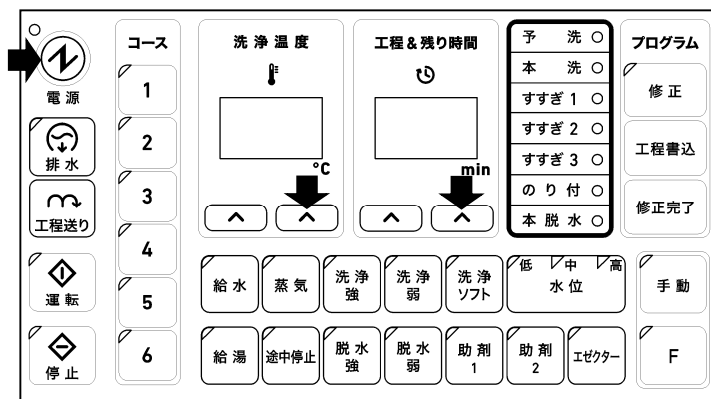 電源
排水
工程送り
運転
停止
コース
1
2
3
4
5
6
洗浄温度
°C
工程&残り時間
min
予洗
本洗
すすぎ1
すすぎ2
すすぎ3
のり付
本脱水
プログラム
修正
工程書込
修正完了
給水
蒸気
洗浄
強
洗浄
弱
洗浄
ソフト
低 中 高
水位
手動
給湯
途中停止
脱水
強
脱水
弱
助剤
1
助剤
2
エゼクター
F